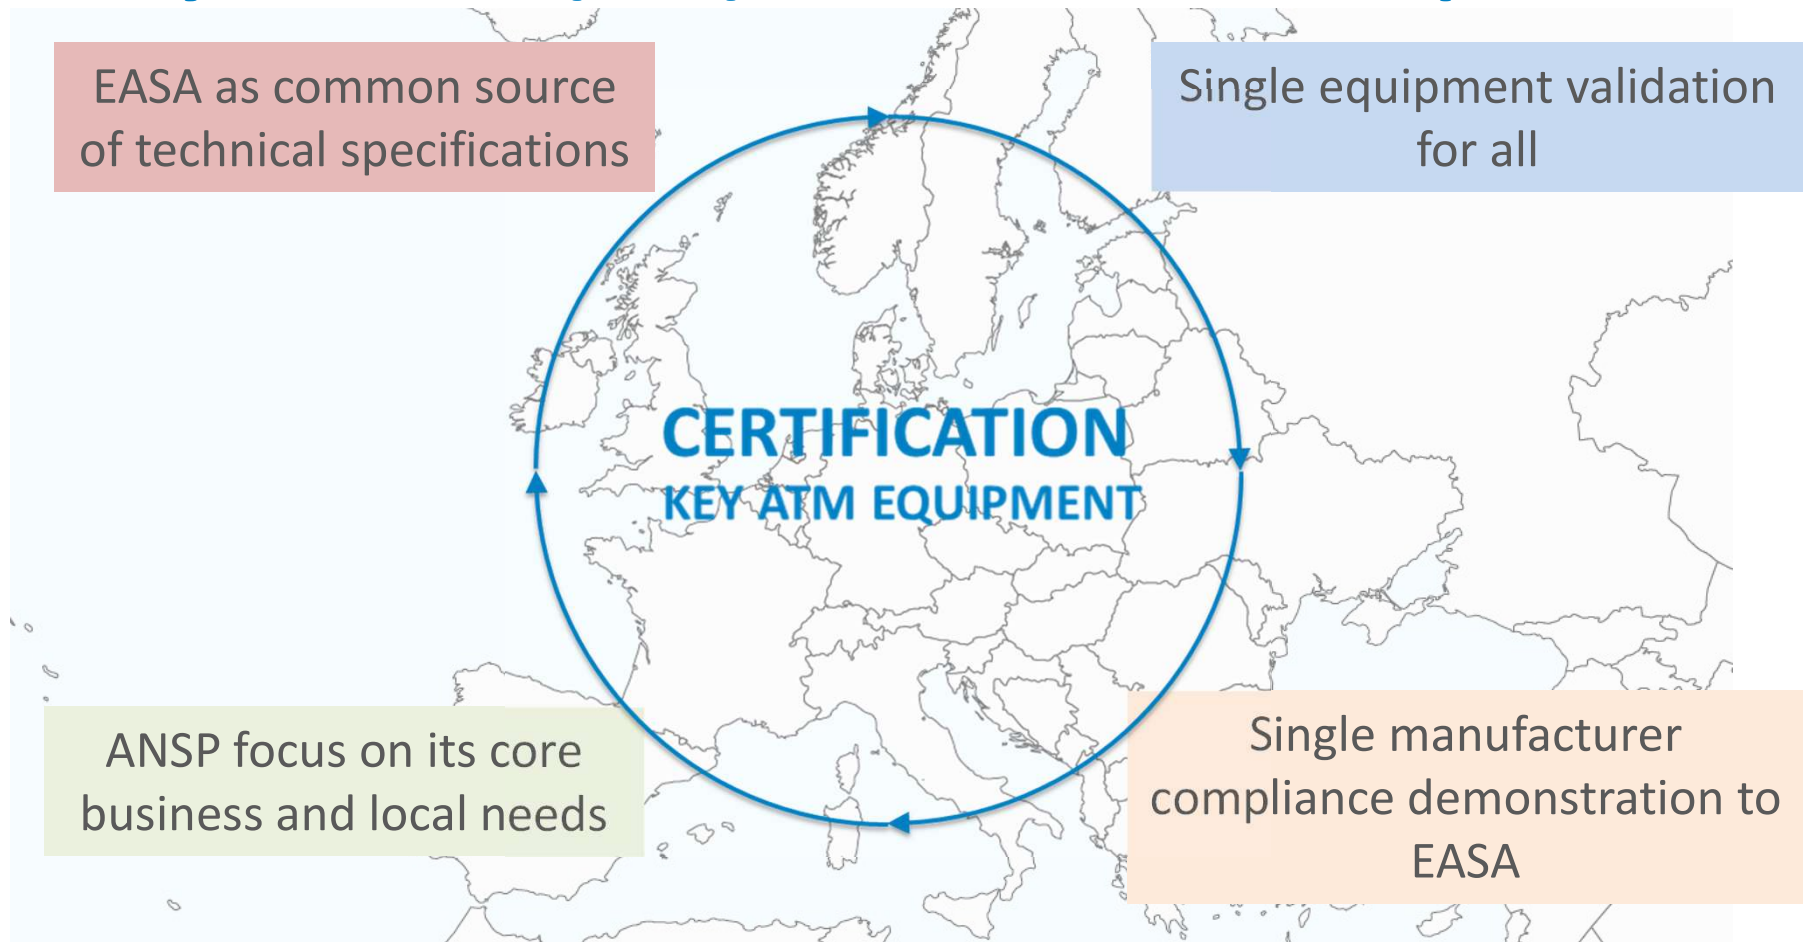 EASA as common source
of technical specifications
Single equipment validation
for all
CERTIFICATION
KEY ATM EQUIPMENT
ANSP focus on its core
business and local needs
Single manufacturer
compliance demonstration to
EASA